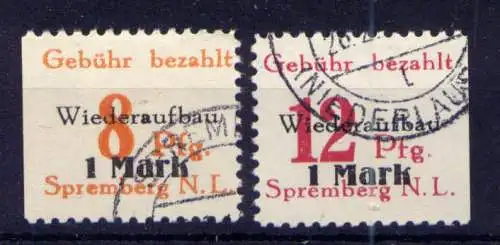 Gebühr bezahlt
Wiederaufbau
8 Pfg.
1 Mark
Spremberg N.L.
Gebühr bezahlt
Wiederaufbau
12 Pfg.
1 Mark
Spremberg N.L.